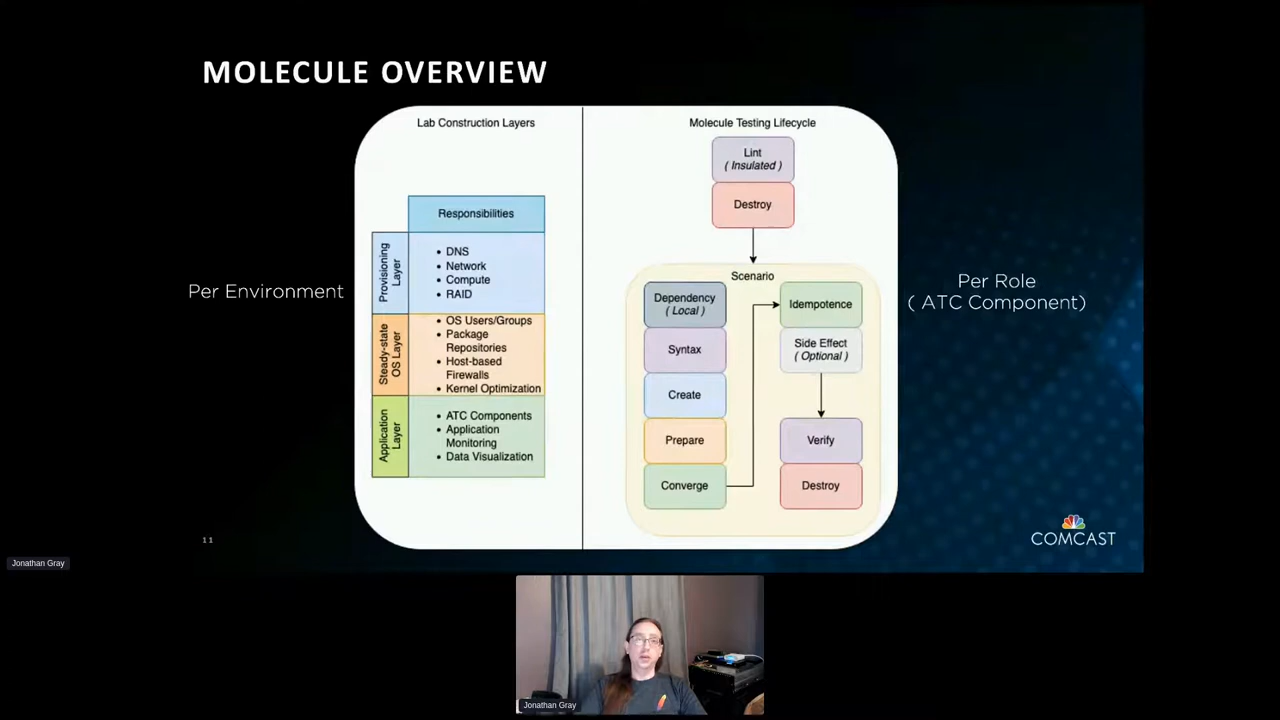 MOLECULE OVERVIEW
Lab Construction Layers
Responsibilities
Provisioning
Layer
• DNS
• Network
• Compute
• RAID
Steady-state
OS Layer
• OS Users/Groups
• Package
Repositories
• Host-based
Firewalls
• Kernel Optimization
Application
Layer
• ATC Components
• Application
Monitoring
• Data Visualization
Per Environment
Molecule Testing Lifecycle
Lint
( Insulated )
Destroy
Scenario
Dependency
( Local )
Syntax
Create
Prepare
Converge
Idempotence
Side Effect
( Optional )
Verify
Destroy
Per Role
( ATC Component)
11
COMCAST
Jonathan Gray
Jonathan Gray